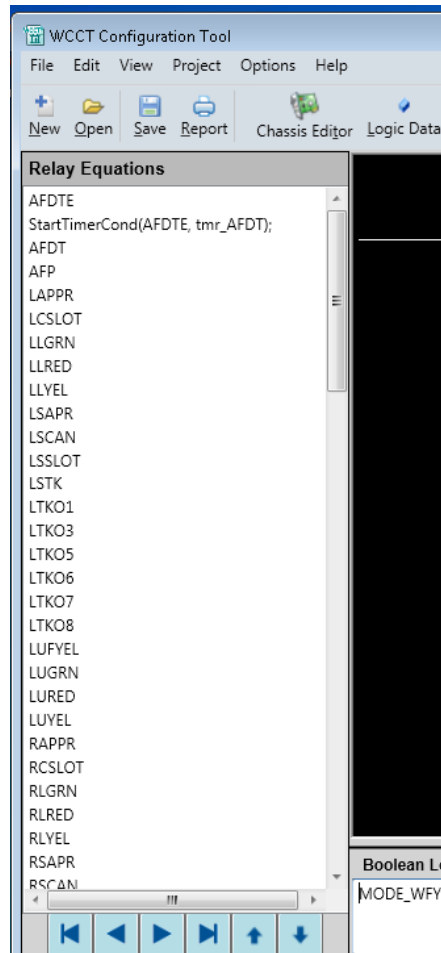 WCCT Configuration Tool
File Edit View Project Options Help
New Open Save Report Chassis Editor Logic Data
Relay Equations
AFDTE
StartTimerCond(AFDTE, tmr_AFDT);
AFDT
AFP
LAPPR
LCSLOT
LLGRN
LLRED
LLYEL
LSAPR
LSCAN
LSSLOT
LSTK
LTKO1
LTKO3
LTKO5
LTKO6
LTKO7
LTKO8
LUFYEL
LUGRN
LURED
LUYEL
RAPPR
RCSLOT
RLGRN
RLRED
RLYEL
RSAPR
RSCAN
Boolean L
MODE_WFY